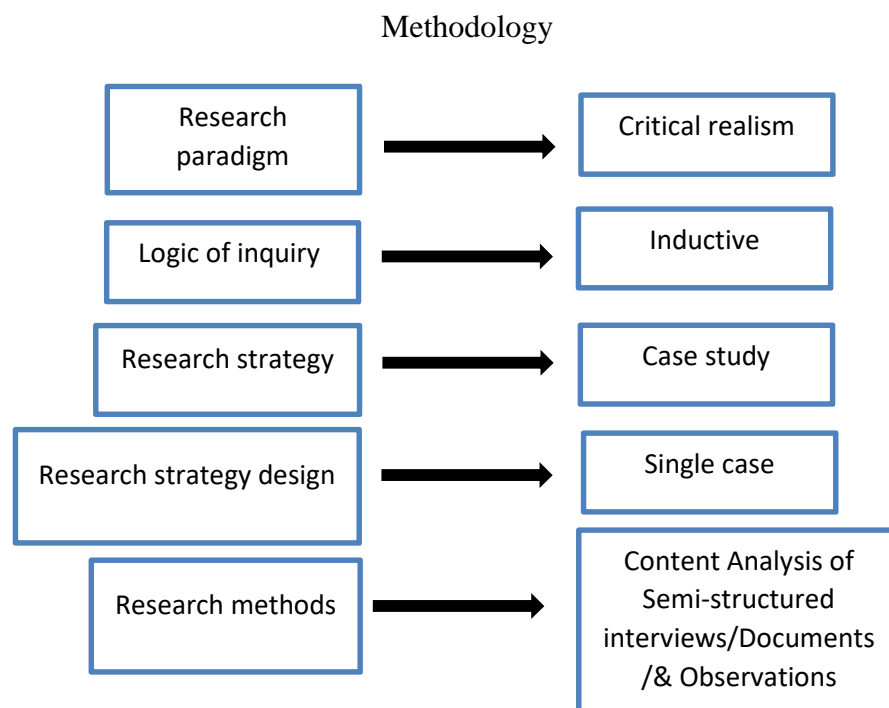 Methodology
Research
paradigm
Critical realism
Logic of inquiry
Inductive
Research strategy
Case study
Research strategy design
Single case
Research methods
Content Analysis of
Semi-structured
interviews/Documents
/& Observations